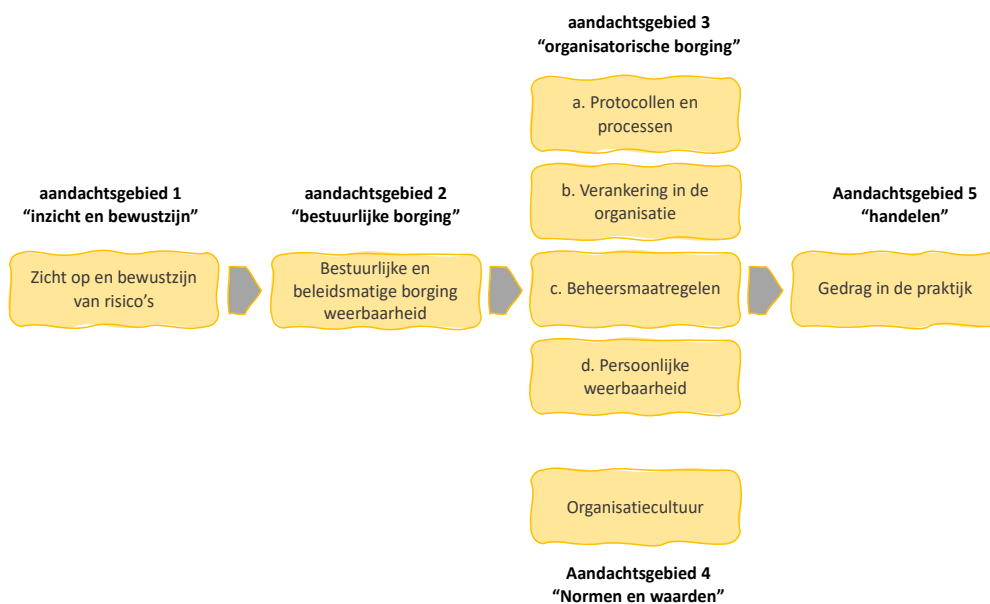 aandachtsgebied 1
“inzicht en bewustzijn”
Zicht op en bewustzijn
van risico’s
aandachtsgebied 2
“bestuurlijke borging”
Bestuurlijke en
beleidsmatige borging
weerbaarheid
aandachtsgebied 3
“organisatorische borging”
a. Protocollen en
processen
b. Verankering in de
organisatie
c. Beheersmaatregelen
d. Persoonlijke
weerbaarheid
Organisatiecultuur
Aandachtsgebied 4
“Normen en waarden”
Aandachtsgebied 5
“handelen”
Gedrag in de praktijk